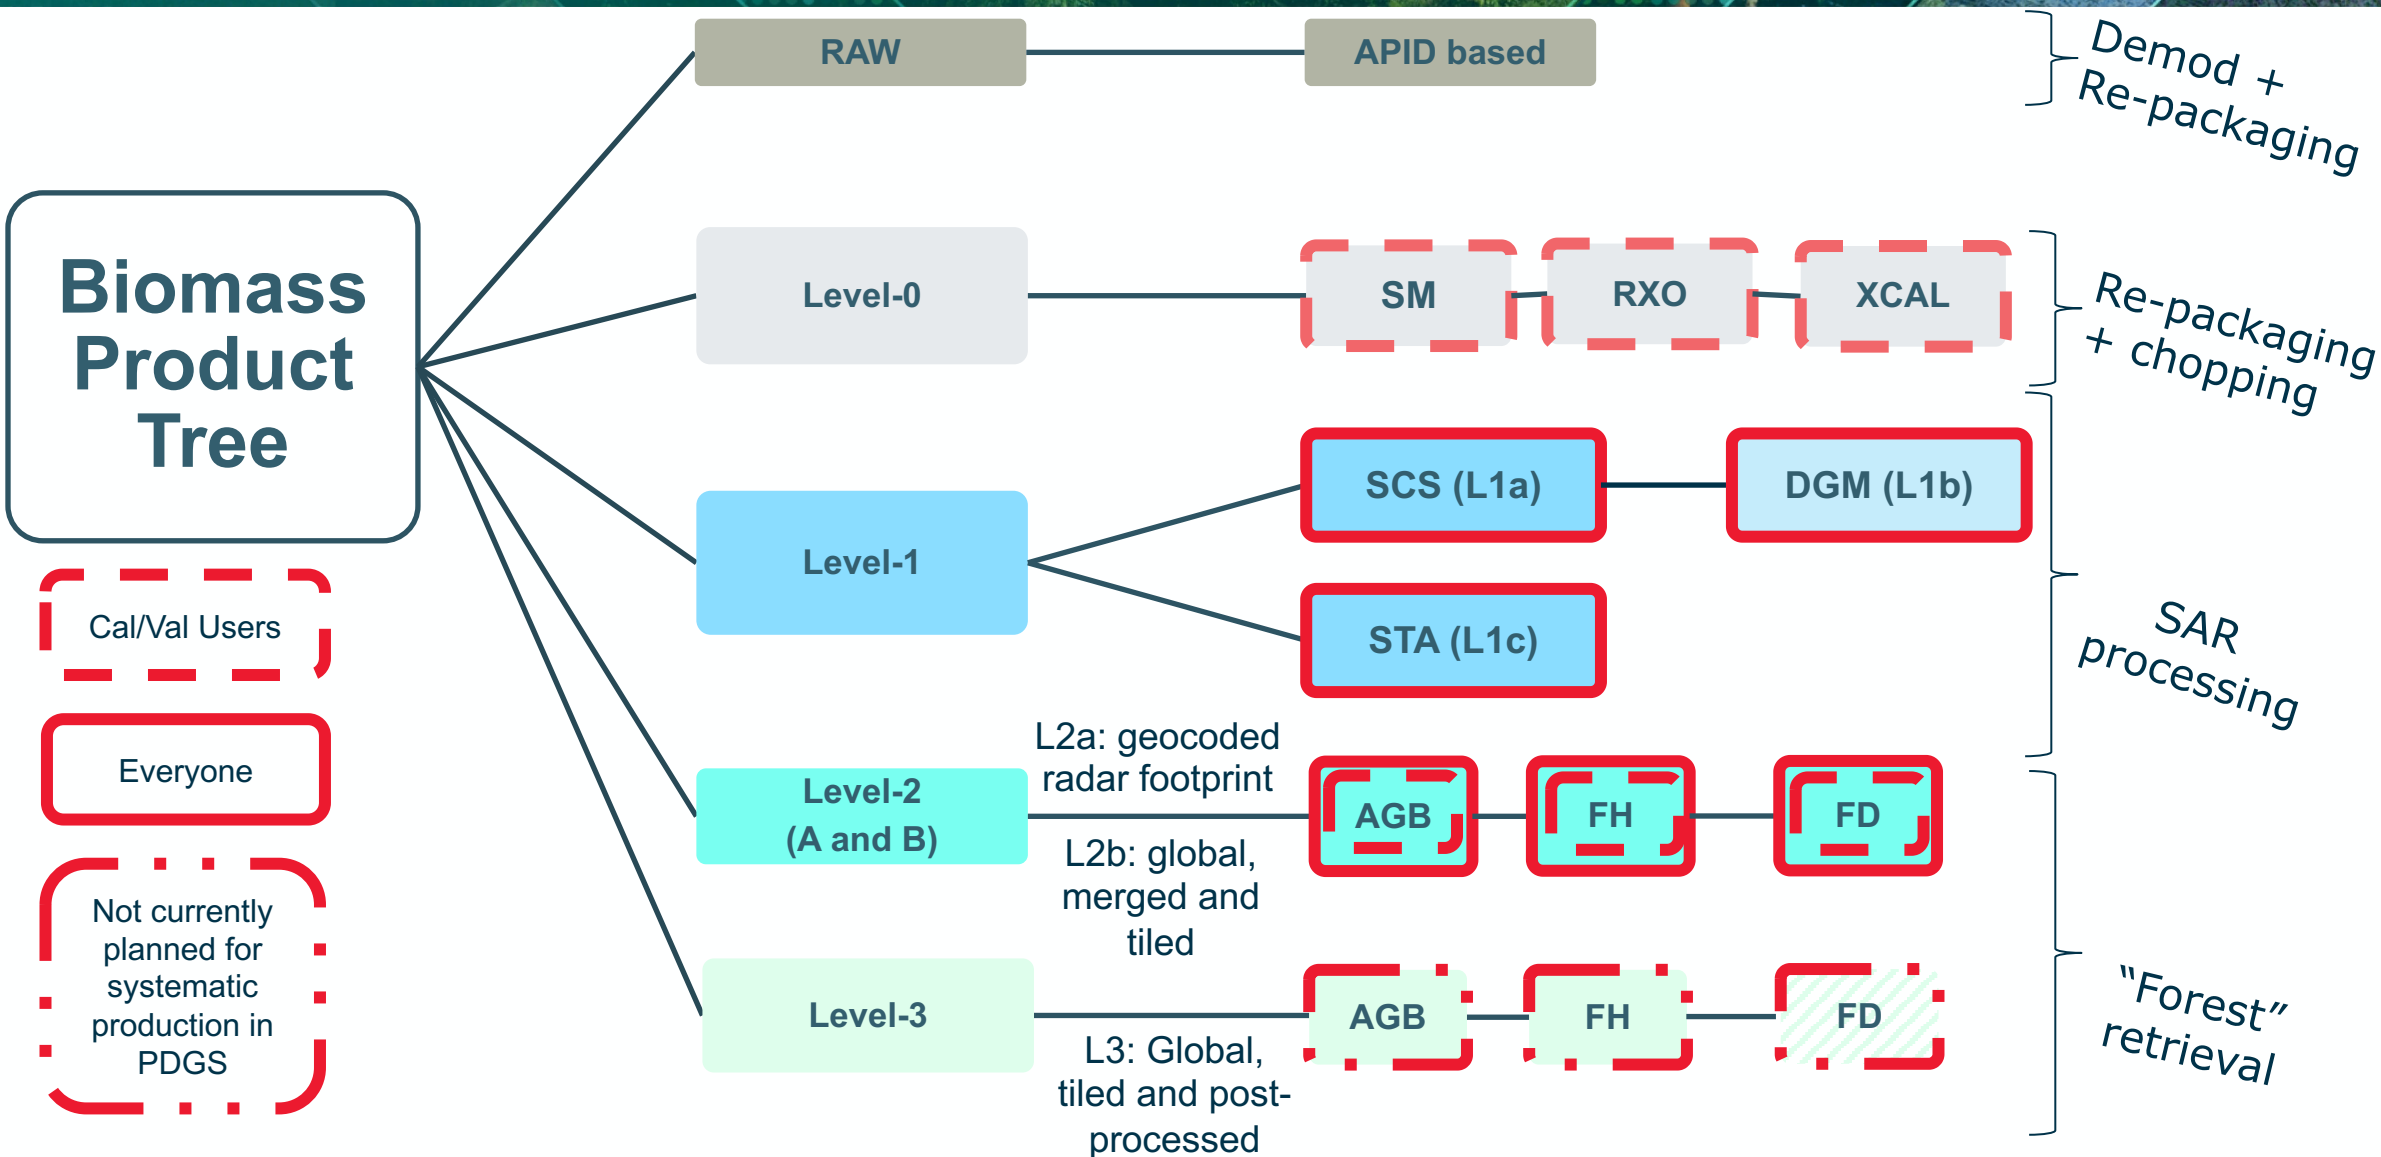 RAW
APID based
Demod +
Re-packaging
Biomass
Product
Tree
Level-0
SM
RXO
XCAL
Re-packaging
+ chopping
Level-1
SCS (L1a)
DGM (L1b)
STA (L1c)
SAR
processing
Cal/Val Users
Everyone
Not currently
planned for
systematic
production in
PDGS
L2a: geocoded
radar footprint
Level-2
(A and B)
AGB
FH
FD
L2b: global,
merged and
tiled
Level-3
AGB
FH
FD
L3: Global,
tiled and post-
processed
“Forest”
retrieval